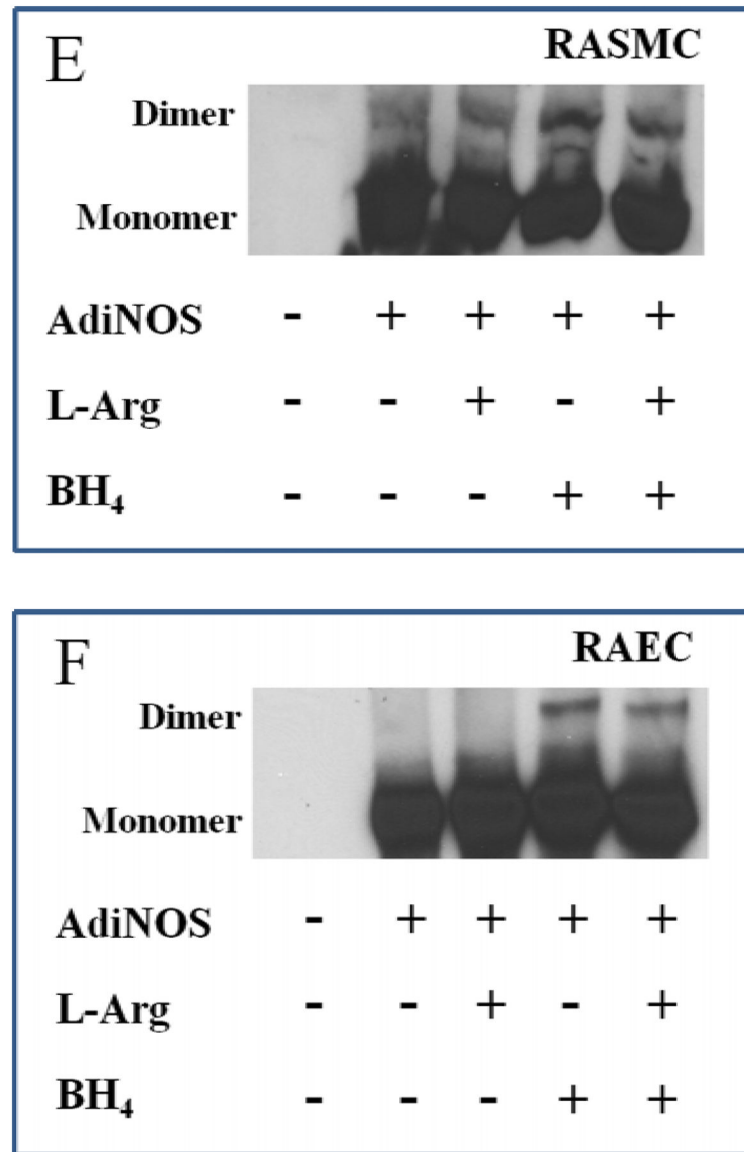 E
RASMC
Dimer
Monomer
AdiNOS - + + + +
L-Arg - - + - +
BH₄ - - - + +
F
RAEC
Dimer
Monomer
AdiNOS - + + + +
L-Arg - - + - +
BH₄ - - - + +